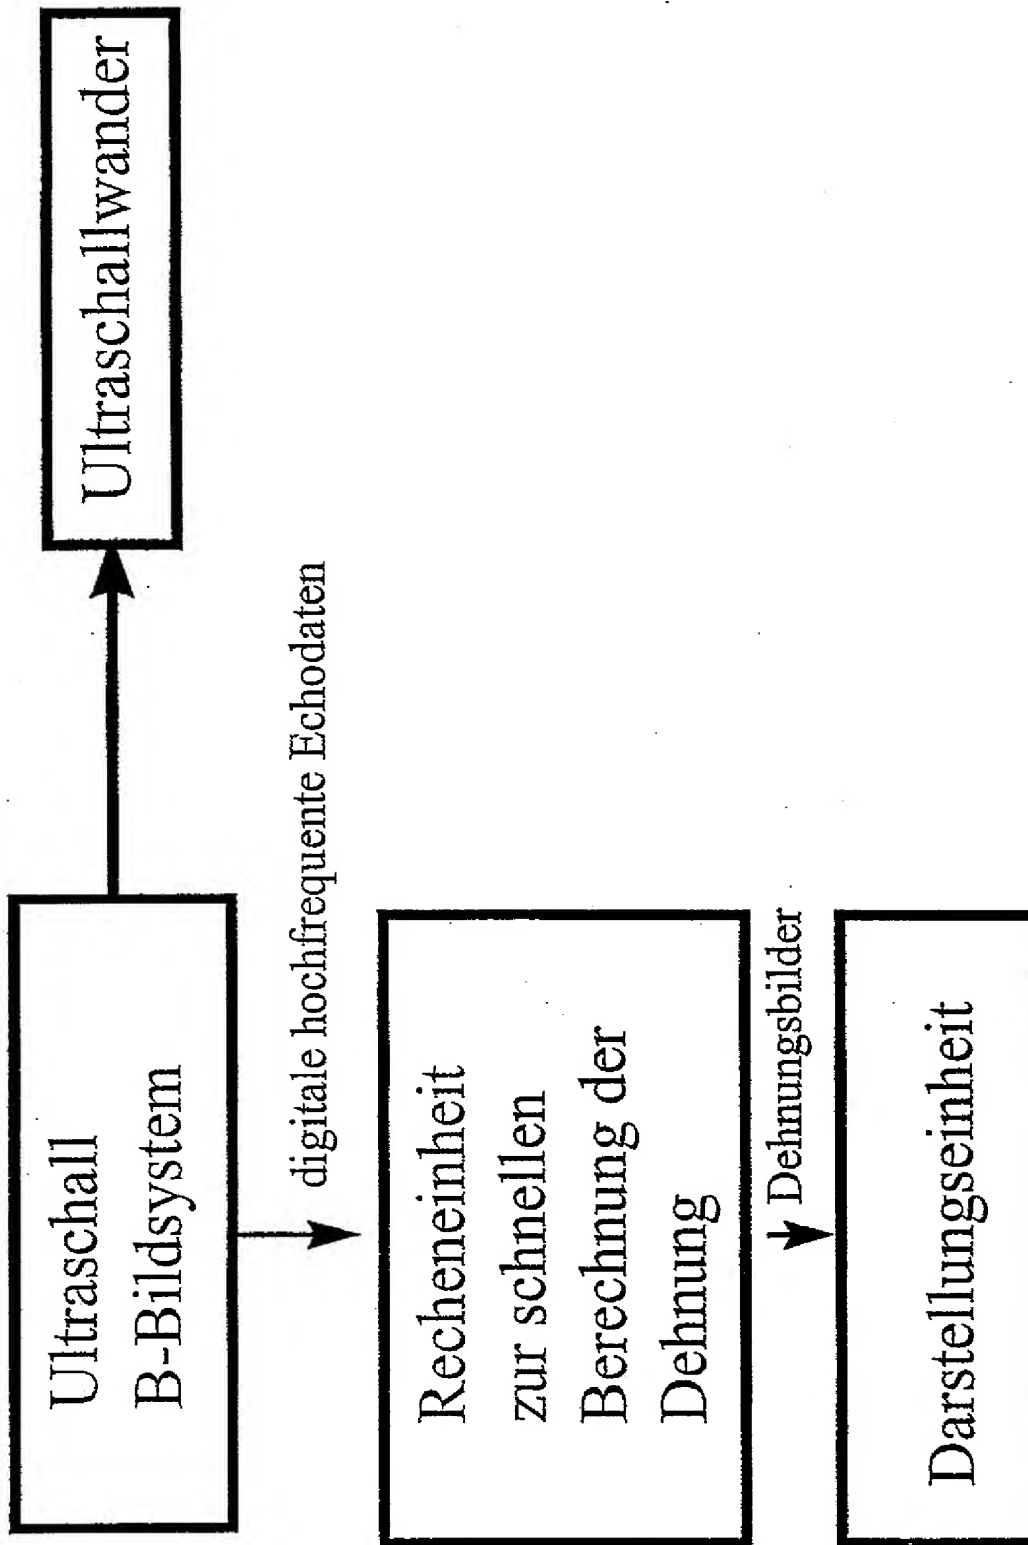 Ultraschall
B-Bildsystem
Ultraschallwander
digitale hochfrequente Echodaten
Recheneinheit
zur schnellen
Berechnung der
Dehnung
Dehnungsbilder
Darstellungseinheit